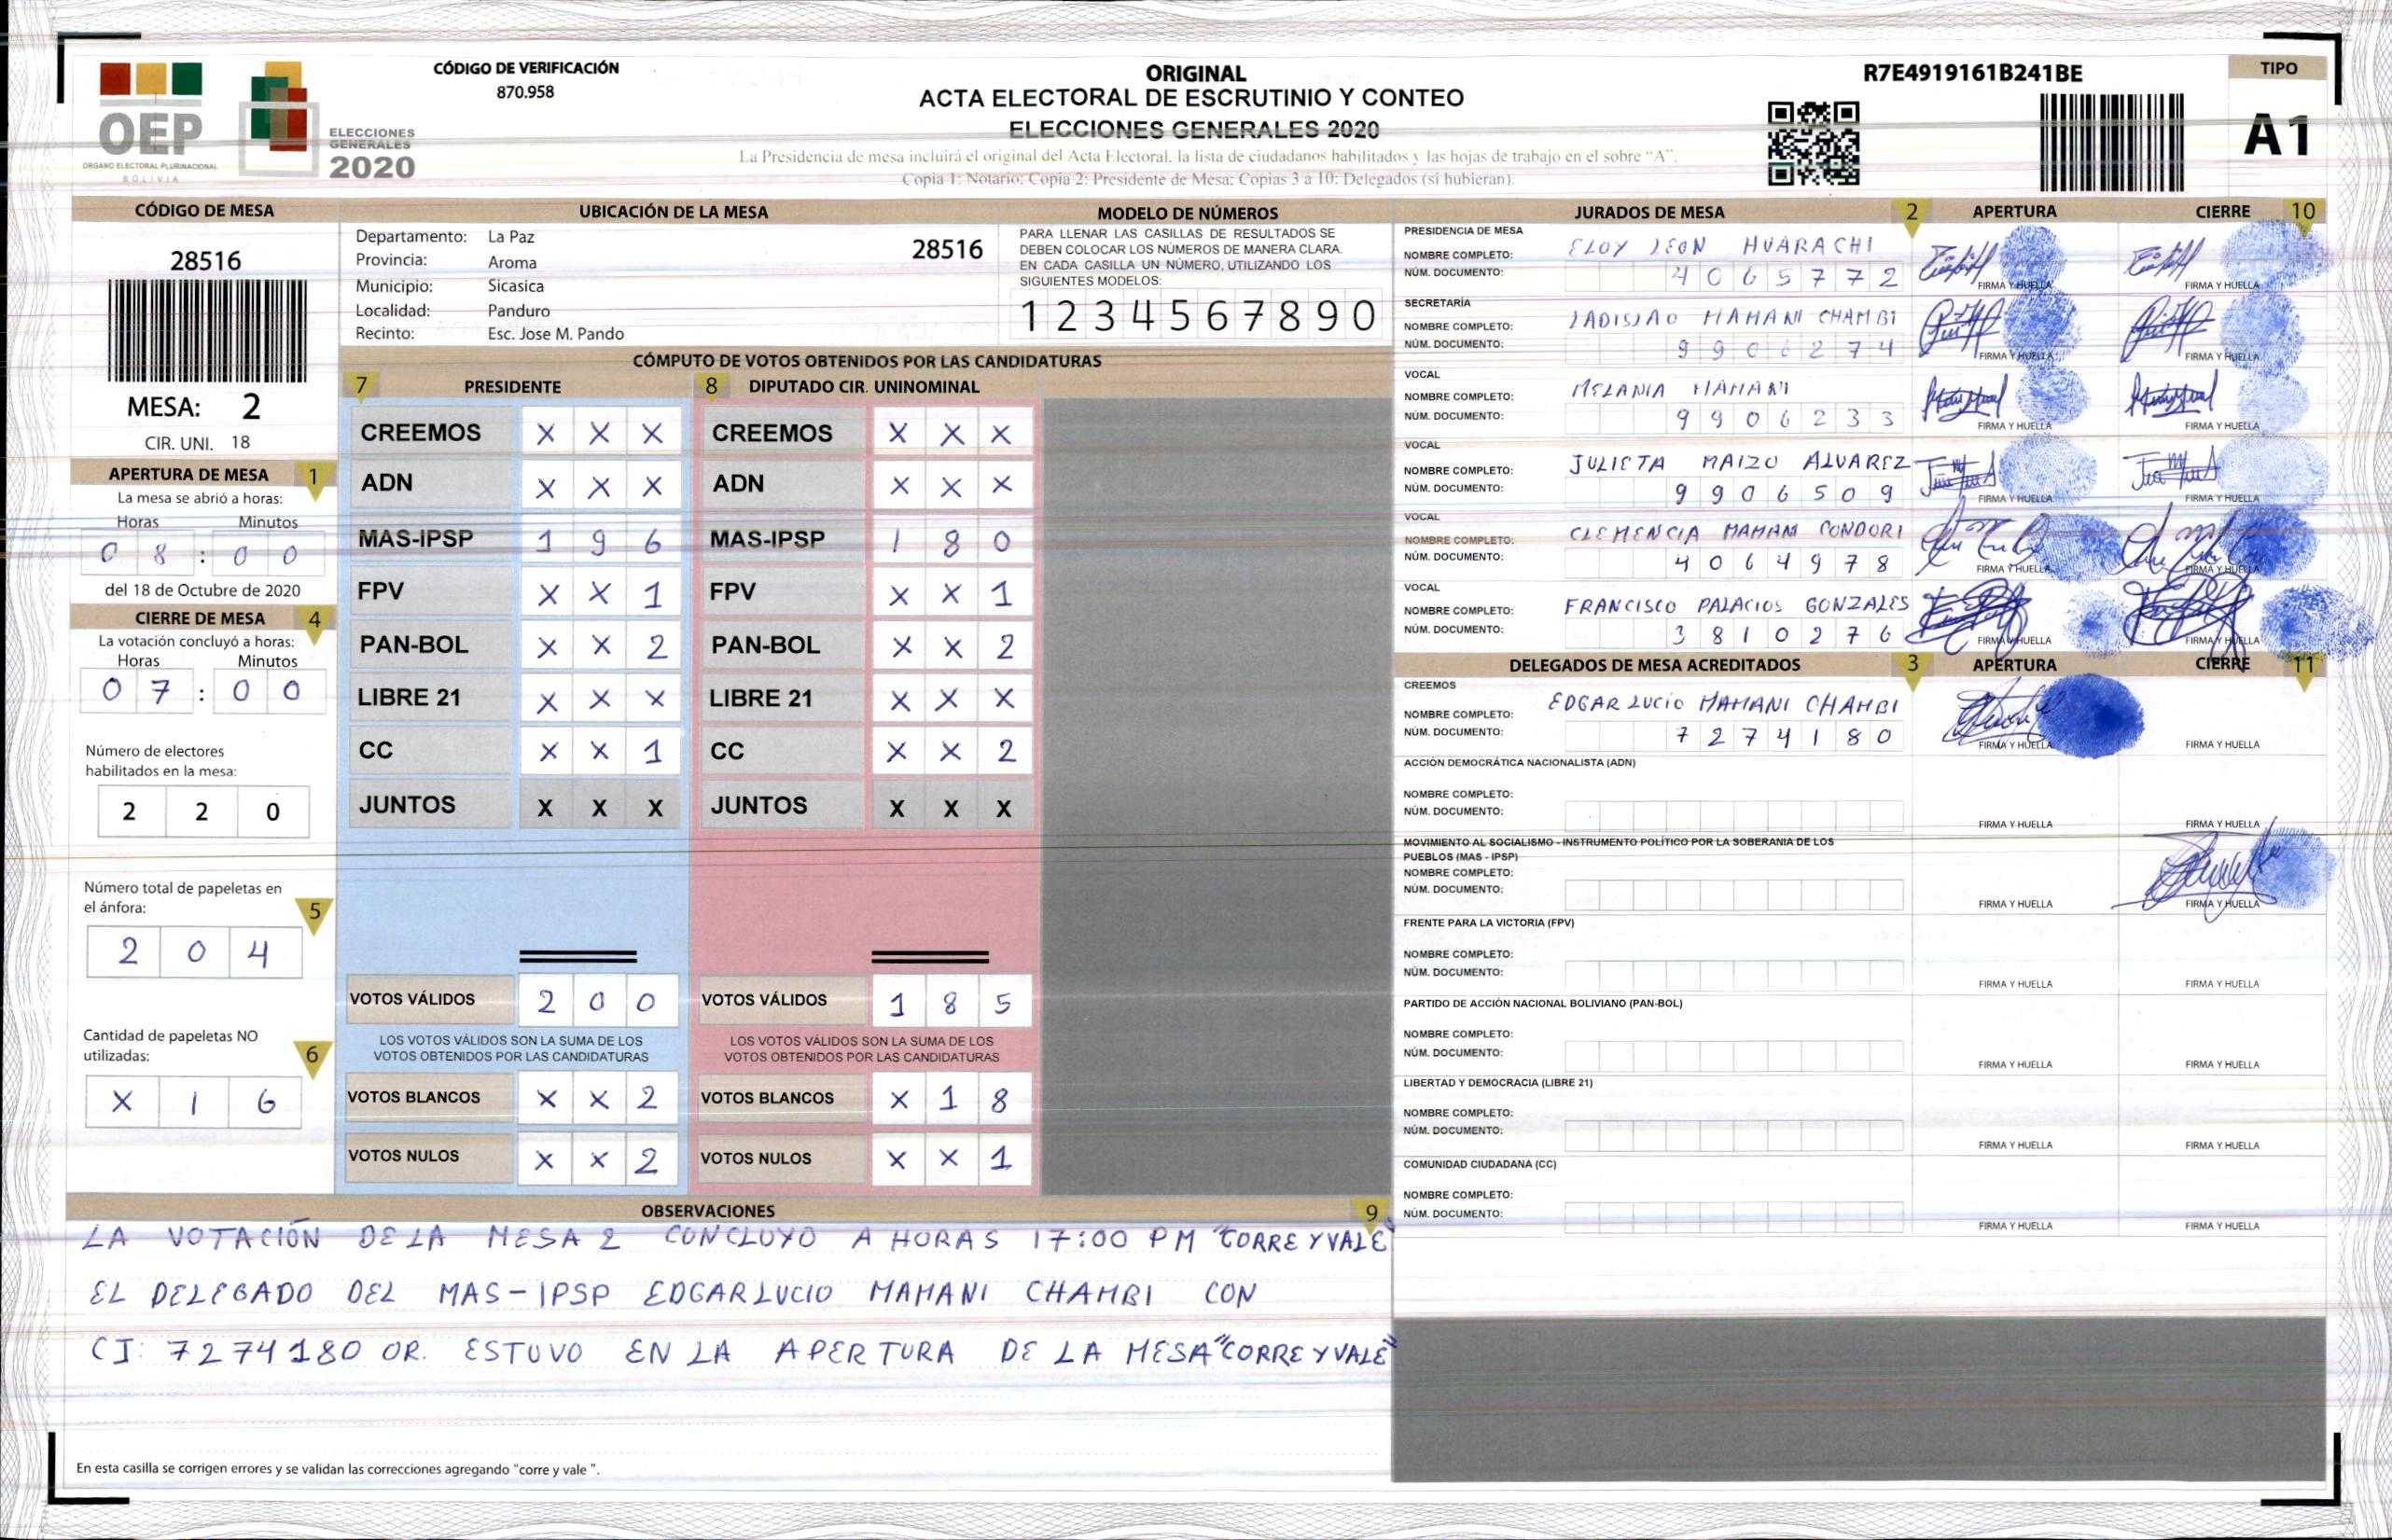 CÓDIGO DE VERIFICACIÓN
870.958
OEP
ÓRGANO ELECTORAL PLURINACIONAL
BOLIVIA
ELECCIONES
GENERALES
2020
ORIGINAL
ACTA ELECTORAL DE ESCRUTINIO Y CONTEO
ELECCIONES GENERALES 2020
La Presidencia de mesa incluirá el original del Acta Electoral, la lista de ciudadanos habilitados y las hojas de trabajo en el sobre "A".
Copia 1: Notario; Copia 2: Presidente de Mesa; Copias 3 a 10: Delegados (si hubieran).
R7E4919161B241BE
TIPO
A1
CÓDIGO DE MESA
28516
MESA: 2
CIR. UNI. 18
UBICACIÓN DE LA MESA
Departamento: La Paz
28516
Provincia: Aroma
Municipio: Sicasica
Localidad: Panduro
Recinto: Esc. Jose M. Pando
MODELO DE NÚMEROS
PARA LLENAR LAS CASILLAS DE RESULTADOS SE
DEBEN COLOCAR LOS NÚMEROS DE MANERA CLARA.
EN CADA CASILLA UN NÚMERO, UTILIZANDO LOS
SIGUIENTES MODELOS:
1 2 3 4 5 6 7 8 9 0
APERTURA DE MESA 1
La mesa se abrió a horas:
Horas Minutos
0 8 : 0 0
del 18 de Octubre de 2020
CIERRE DE MESA 4
La votación concluyó a horas:
Horas Minutos
0 7 : 0 0
Número de electores
habilitados en la mesa:
2 2 0
Número total de papeletas en
el ánfora: 5
2 0 4
Cantidad de papeletas NO
utilizadas: 6
X 1 6
CÓMPUTO DE VOTOS OBTENIDOS POR LAS CANDIDATURAS
7 PRESIDENTE
CREEMOS X X X
ADN X X X
MAS-IPSP 1 9 6
FPV X X 1
PAN-BOL X X 2
LIBRE 21 X X X
CC X X 1
JUNTOS X X X
VOTOS VÁLIDOS 2 0 0
LOS VOTOS VÁLIDOS SON LA SUMA DE LOS
VOTOS OBTENIDOS POR LAS CANDIDATURAS
VOTOS BLANCOS X X 2
VOTOS NULOS X X 2
8 DIPUTADO CIR. UNINOMINAL
CREEMOS X X X
ADN X X X
MAS-IPSP 1 8 0
FPV X X 1
PAN-BOL X X 2
LIBRE 21 X X X
CC X X 2
JUNTOS X X X
VOTOS VÁLIDOS 1 8 5
LOS VOTOS VÁLIDOS SON LA SUMA DE LOS
VOTOS OBTENIDOS POR LAS CANDIDATURAS
VOTOS BLANCOS X 1 8
VOTOS NULOS X X 1
OBSERVACIONES 9
LA VOTACIÓN DE LA MESA 2 CONCLUYO A HORAS 17:00 PM "CORRE Y VALE"
EL DELEGADO DEL MAS-IPSP EDGAR LUCIO MAMANI CHAMBI CON
CI: 7274180 OR. ESTUVO EN LA APERTURA DE LA MESA "CORRE Y VALE"
En esta casilla se corrigen errores y se validan las correcciones agregando "corre y vale ".
JURADOS DE MESA 2 APERTURA CIERRE 10
PRESIDENCIA DE MESA
NOMBRE COMPLETO: ELOY LEON HUARACHI
NÚM. DOCUMENTO: 4 0 6 5 7 7 2
FIRMA Y HUELLA FIRMA Y HUELLA
SECRETARÍA
NOMBRE COMPLETO: LADISLAO MAMANI CHAMBI
NÚM. DOCUMENTO: 9 9 0 6 2 7 4
FIRMA Y HUELLA FIRMA Y HUELLA
VOCAL
NOMBRE COMPLETO: MELANIA MAMANI
NÚM. DOCUMENTO: 9 9 0 6 2 3 3
FIRMA Y HUELLA FIRMA Y HUELLA
VOCAL
NOMBRE COMPLETO: JULIETA MAIZO ALVAREZ
NÚM. DOCUMENTO: 9 9 0 6 5 0 9
FIRMA Y HUELLA FIRMA Y HUELLA
VOCAL
NOMBRE COMPLETO: CLEMENCIA MAMANI CONDORI
NÚM. DOCUMENTO: 4 0 6 4 9 7 8
FIRMA Y HUELLA FIRMA Y HUELLA
VOCAL
NOMBRE COMPLETO: FRANCISCO PALACIOS GONZALES
NÚM. DOCUMENTO: 3 8 1 0 2 7 6
FIRMA Y HUELLA FIRMA Y HUELLA
DELEGADOS DE MESA ACREDITADOS 3 APERTURA CIERRE 11
CREEMOS
NOMBRE COMPLETO: EDGAR LUCIO MAMANI CHAMBI
NÚM. DOCUMENTO: 7 2 7 4 1 8 0
FIRMA Y HUELLA FIRMA Y HUELLA
ACCIÓN DEMOCRÁTICA NACIONALISTA (ADN)
NOMBRE COMPLETO:
NÚM. DOCUMENTO:
FIRMA Y HUELLA FIRMA Y HUELLA
MOVIMIENTO AL SOCIALISMO - INSTRUMENTO POLÍTICO POR LA SOBERANIA DE LOS
PUEBLOS (MAS - IPSP)
NOMBRE COMPLETO:
NÚM. DOCUMENTO:
FIRMA Y HUELLA FIRMA Y HUELLA
FRENTE PARA LA VICTORIA (FPV)
NOMBRE COMPLETO:
NÚM. DOCUMENTO:
FIRMA Y HUELLA FIRMA Y HUELLA
PARTIDO DE ACCIÓN NACIONAL BOLIVIANO (PAN-BOL)
NOMBRE COMPLETO:
NÚM. DOCUMENTO:
FIRMA Y HUELLA FIRMA Y HUELLA
LIBERTAD Y DEMOCRACIA (LIBRE 21)
NOMBRE COMPLETO:
NÚM. DOCUMENTO:
FIRMA Y HUELLA FIRMA Y HUELLA
COMUNIDAD CIUDADANA (CC)
NOMBRE COMPLETO:
NÚM. DOCUMENTO:
FIRMA Y HUELLA FIRMA Y HUELLA